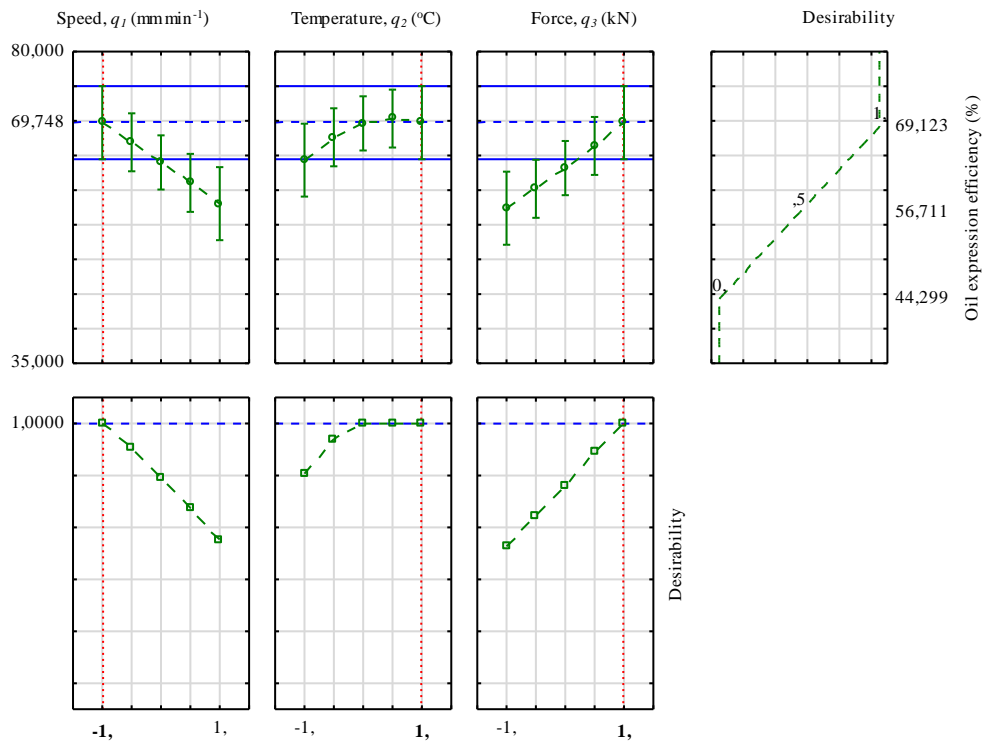 Speed, q1 (mm min-1)
Temperature, q2 (oC)
Force, q3 (kN)
Desirability
80,000
69,748
35,000
1,
,5
0,
69,123
56,711
44,299
Oil expression efficiency (%)
1,0000
Desirability
-1,
1,
-1,
1,
-1,
1,